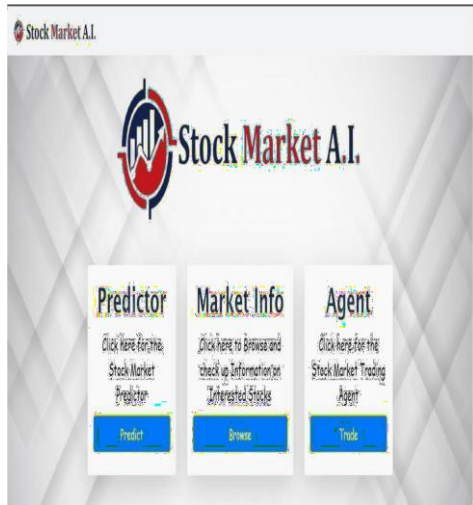 Stock Market A.I.
Stock Market A.I.
Predictor
Click here for the
Stock Market
Predictor
Predict
Market Info
Click here to Browse and
check up Information on
Interested Stocks
Browse
Agent
Click here for the
Stock Market Trading
Agent
Trade